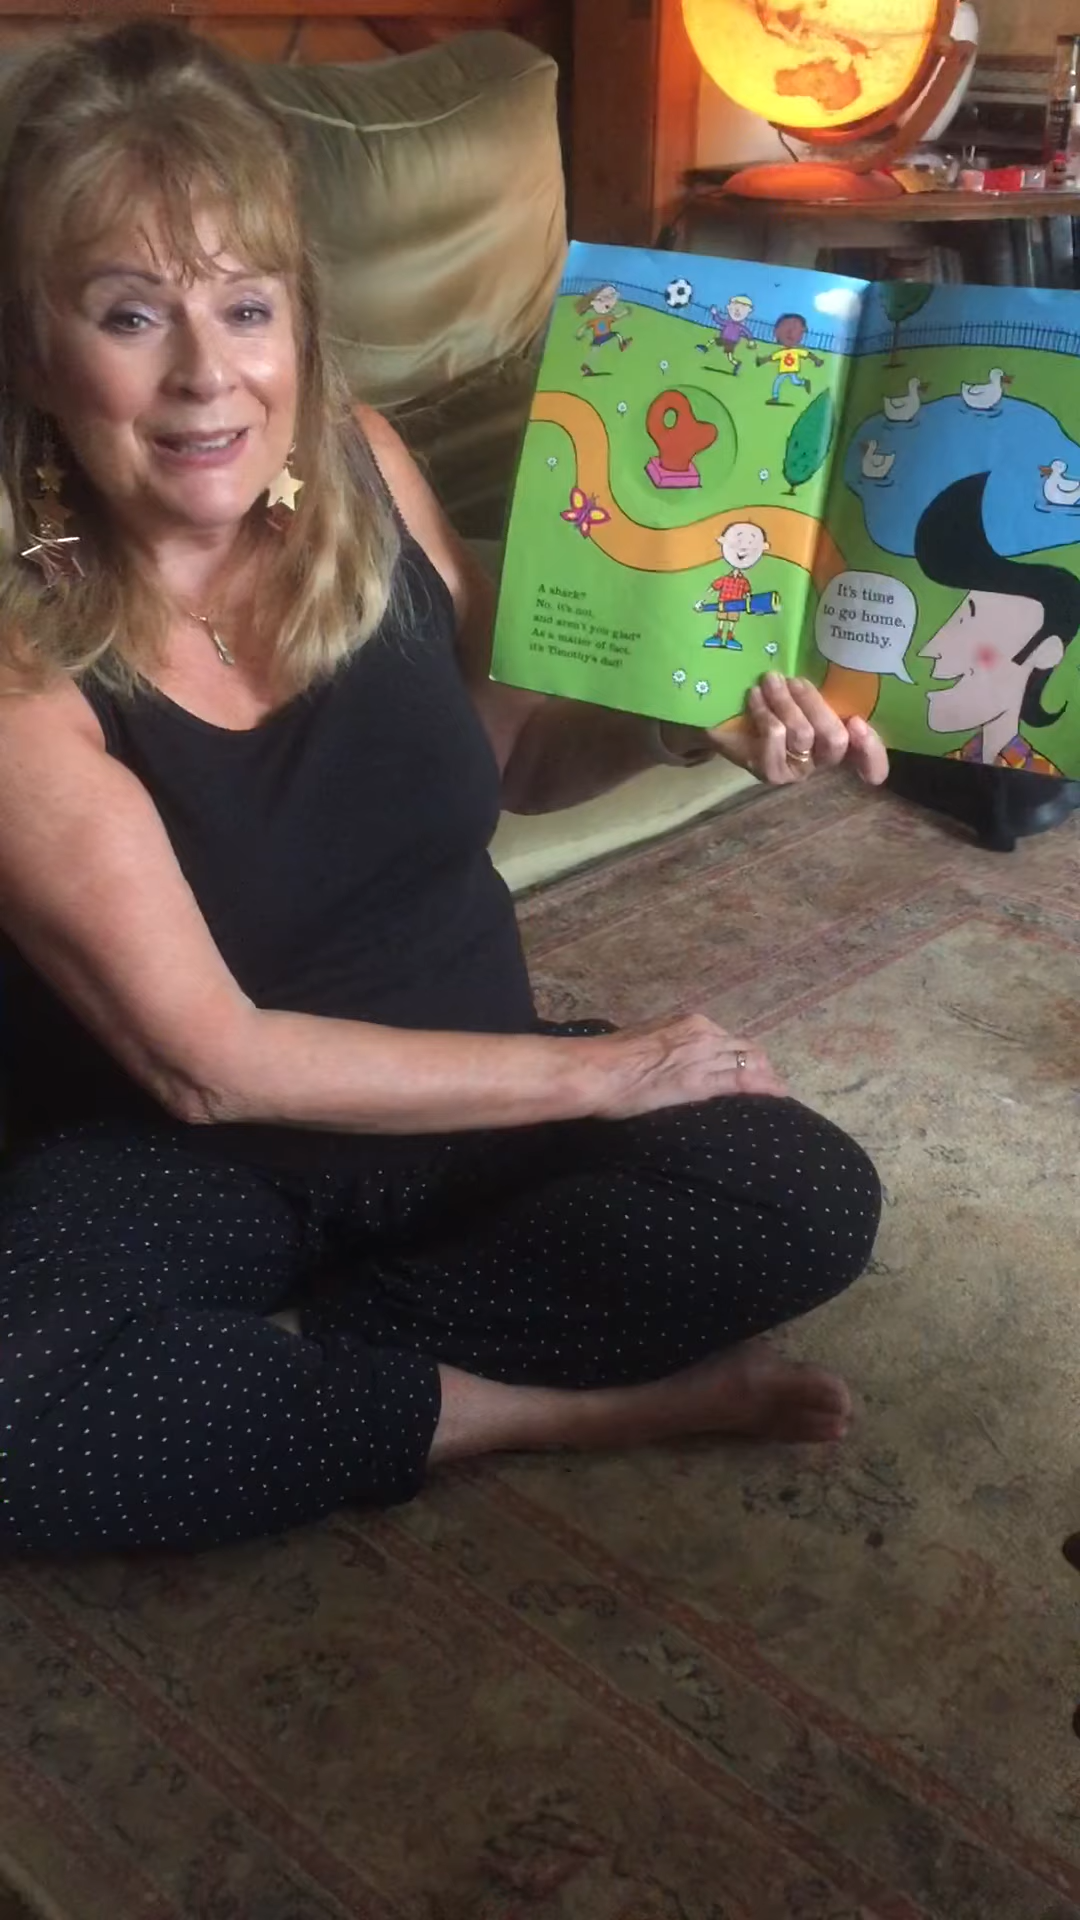 A shark?
No, it's not,
and aren't you glad?
As a matter of fact,
it's Timothy's dad!
It's time
to go home,
Timothy.
6